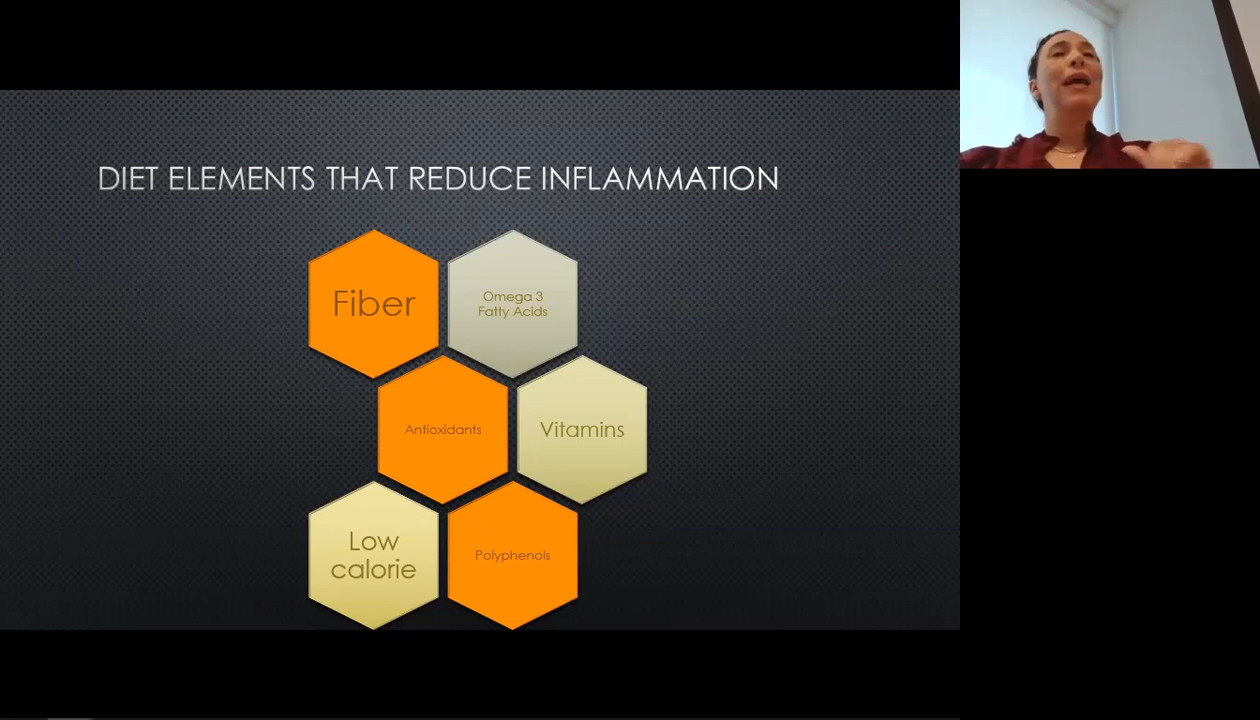 DIET ELEMENTS THAT REDUCE INFLAMMATION
Fiber
Omega 3
Fatty Acids
Antioxidants
Vitamins
Low
calorie
Polyphenols